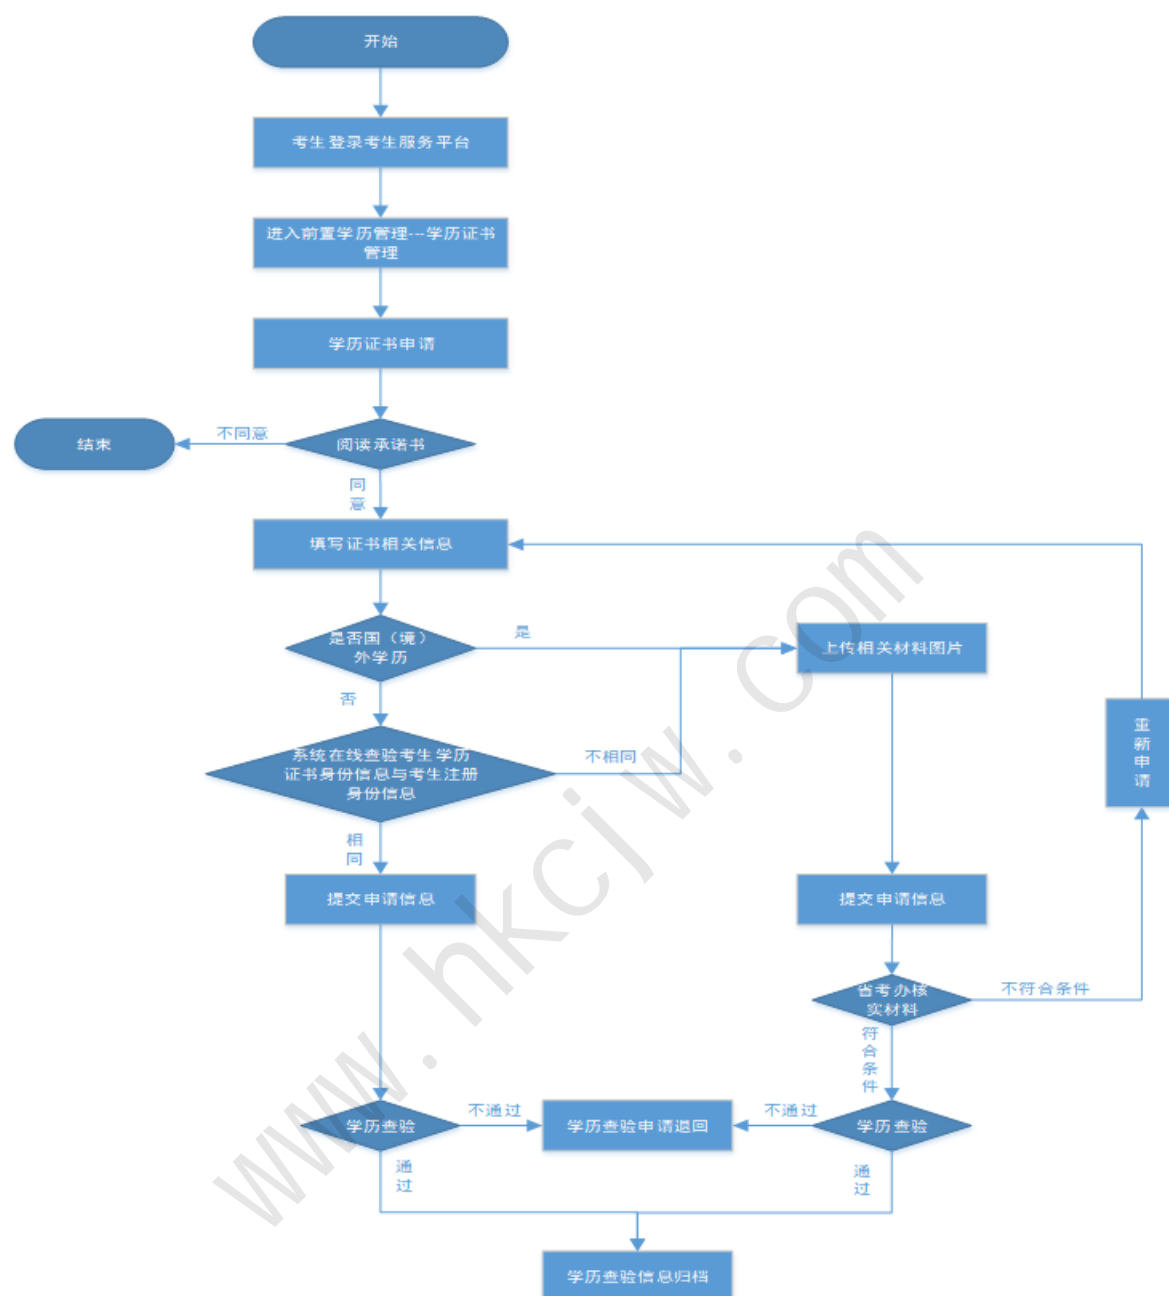 开始
考生登录考生服务平台
进入前置学历管理---学历证书
管理
学历证书申请
结束
不同意
阅读承诺书
同
意
填写证书相关信息
是否国（境）
外学历
是
上传相关材料图片
否
重
新
申
请
系统在线查验考生学历
证书身份信息与考生注册
身份信息
不相同
相
同
提交申请信息
提交申请信息
省考办核
实材料
不符合条件
符
合
条
件
学历查验
不通过
学历查验申请退回
不通过
学历查验
通
过
通
过
学历查验信息归档
www.hkcjw.com